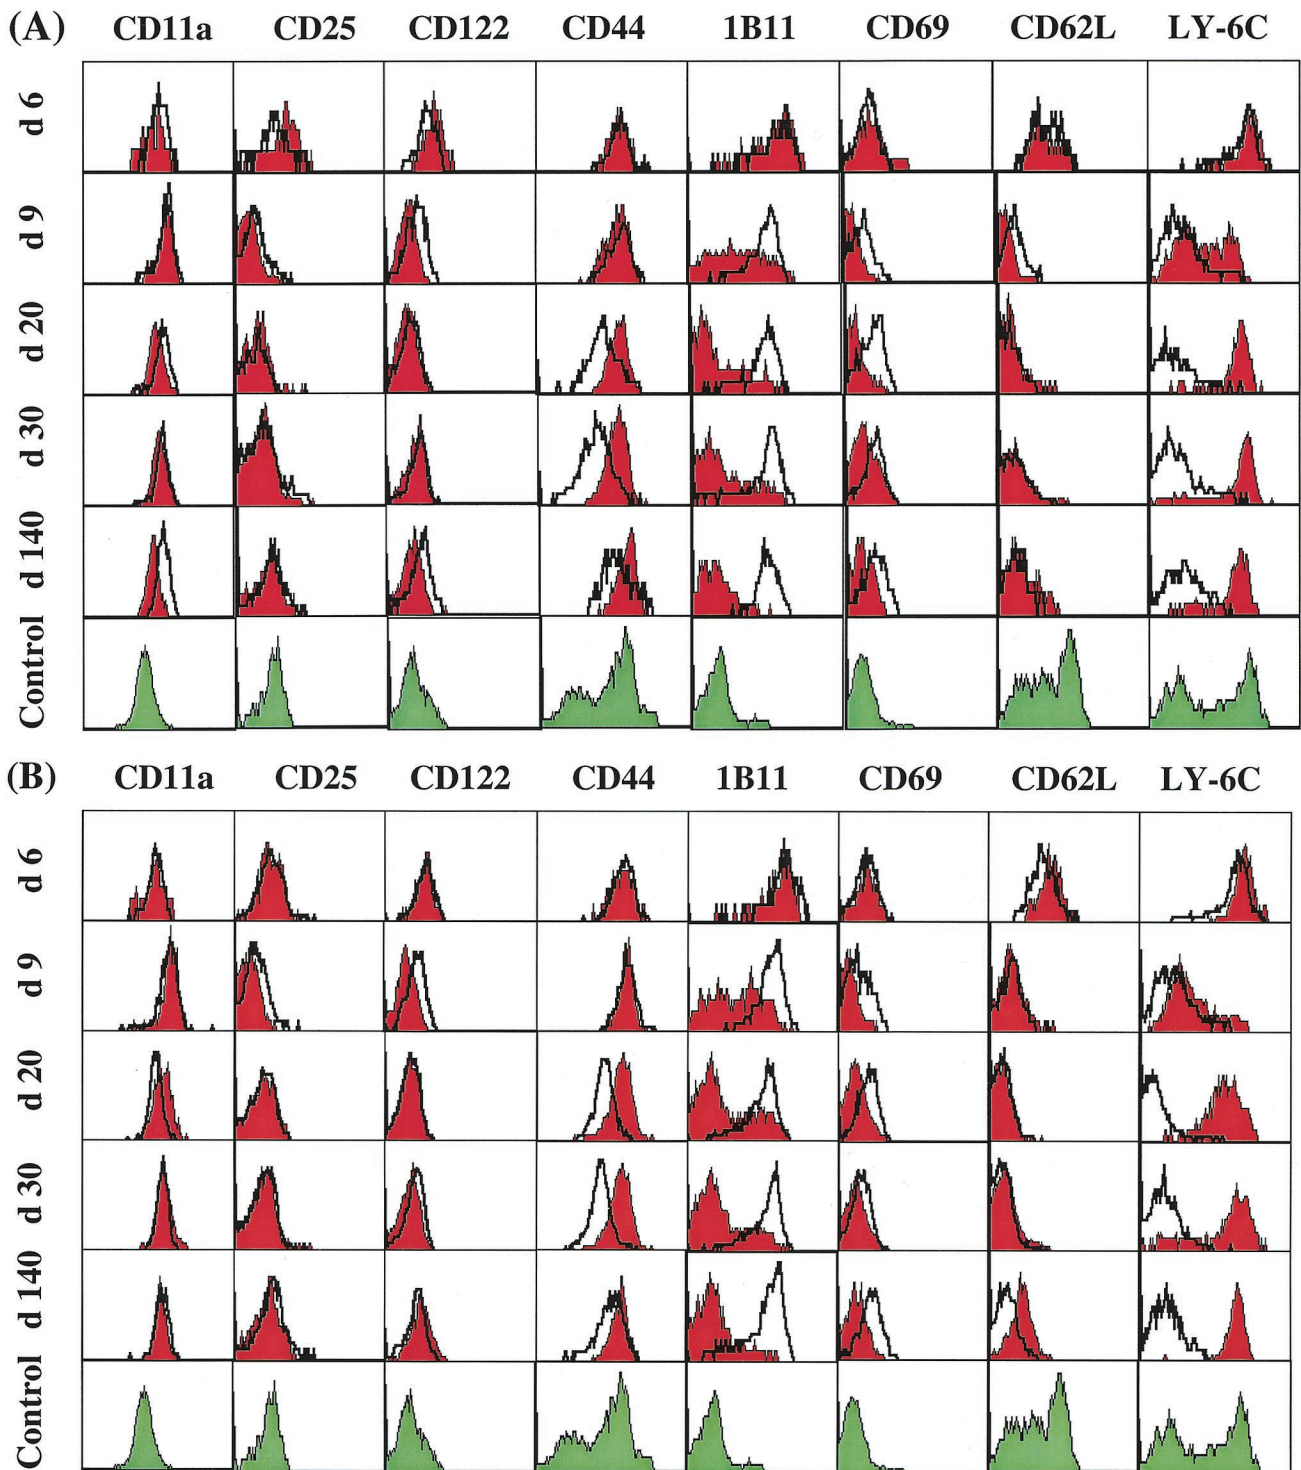 (A) CD11a CD25 CD122 CD44 1B11 CD69 CD62L LY-6C
d 6
d 9
d 20
d 30
d 140
Control
(B) CD11a CD25 CD122 CD44 1B11 CD69 CD62L LY-6C
d 6
d 9
d 20
d 30
d 140
Control